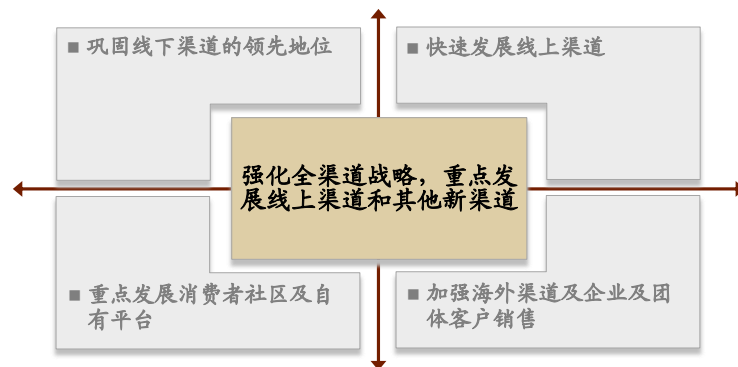 ■ 巩固线下渠道的领先地位
■ 快速发展线上渠道
强化全渠道战略，重点发
展线上渠道和其他新渠道
■ 重点发展消费者社区及自
有平台
■ 加强海外渠道及企业及团
体客户销售